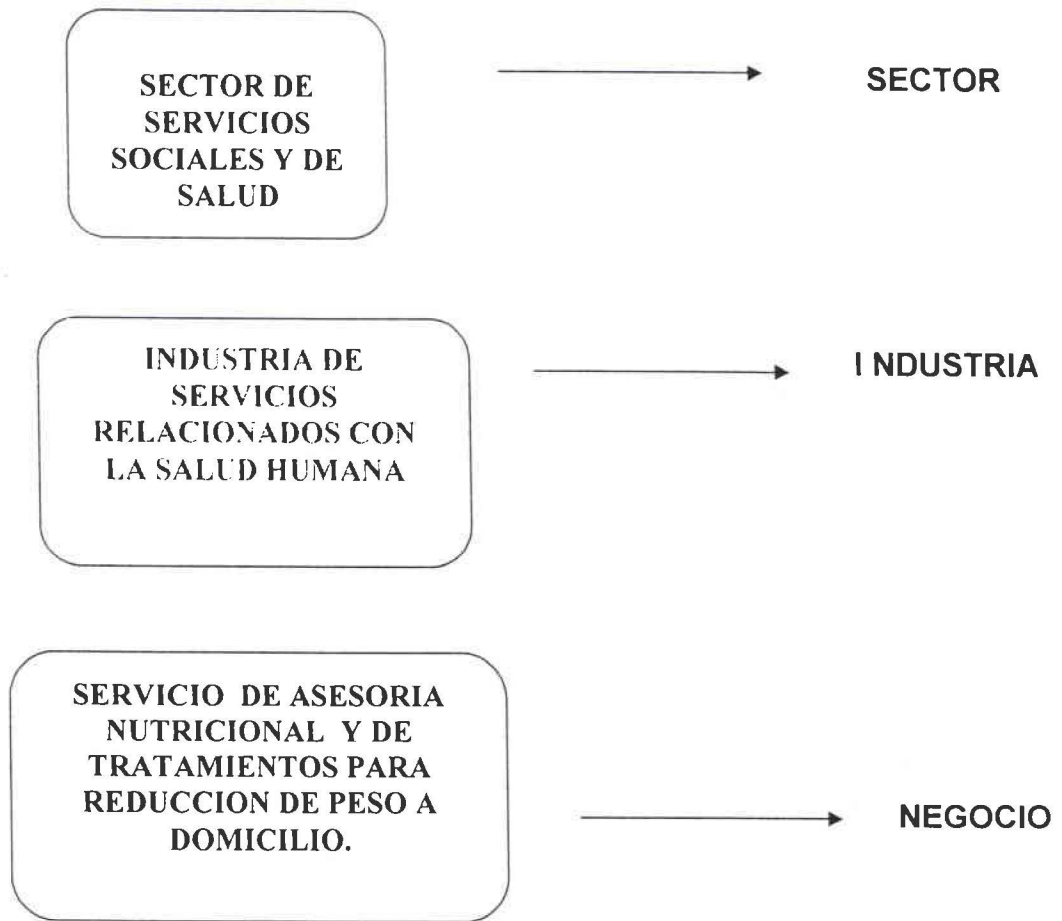 SECTOR DE
SERVICIOS
SOCIALES Y DE
SALUD
SECTOR
INDUSTRIA DE
SERVICIOS
RELACIONADOS CON
LA SALUD HUMANA
I NDUSTRIA
SERVICIO DE ASESORIA
NUTRICIONAL Y DE
TRATAMIENTOS PARA
REDUCCION DE PESO A
DOMICILIO.
NEGOCIO